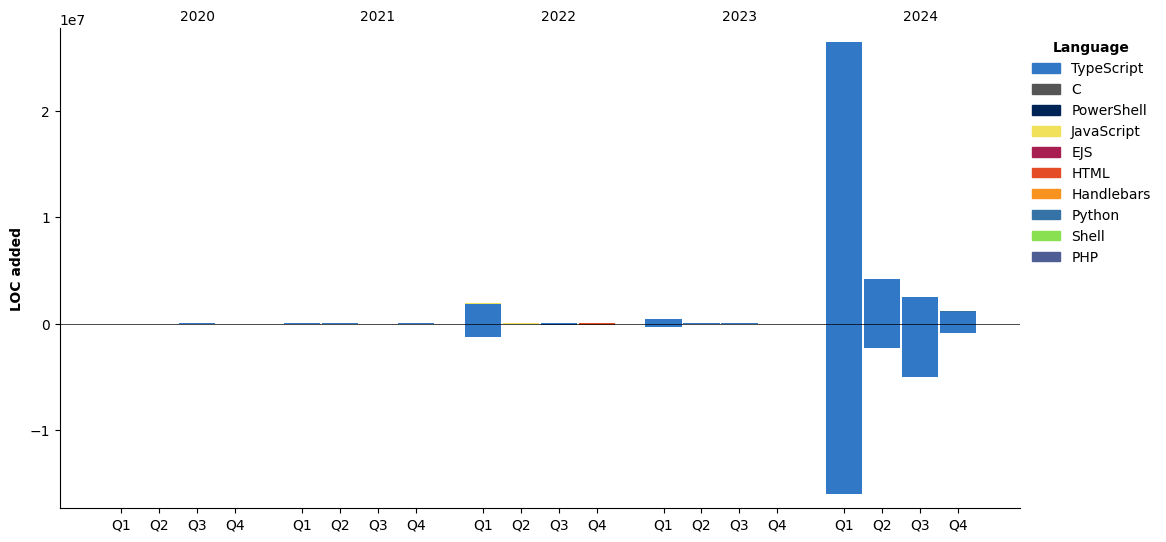 2020 2021 2022 2023 2024
1e7
Language
TypeScript
C
PowerShell
JavaScript
EJS
HTML
Handlebars
Python
Shell
PHP
2
1
0
−1
LOC added
Q1 Q2 Q3 Q4 Q1 Q2 Q3 Q4 Q1 Q2 Q3 Q4 Q1 Q2 Q3 Q4 Q1 Q2 Q3 Q4